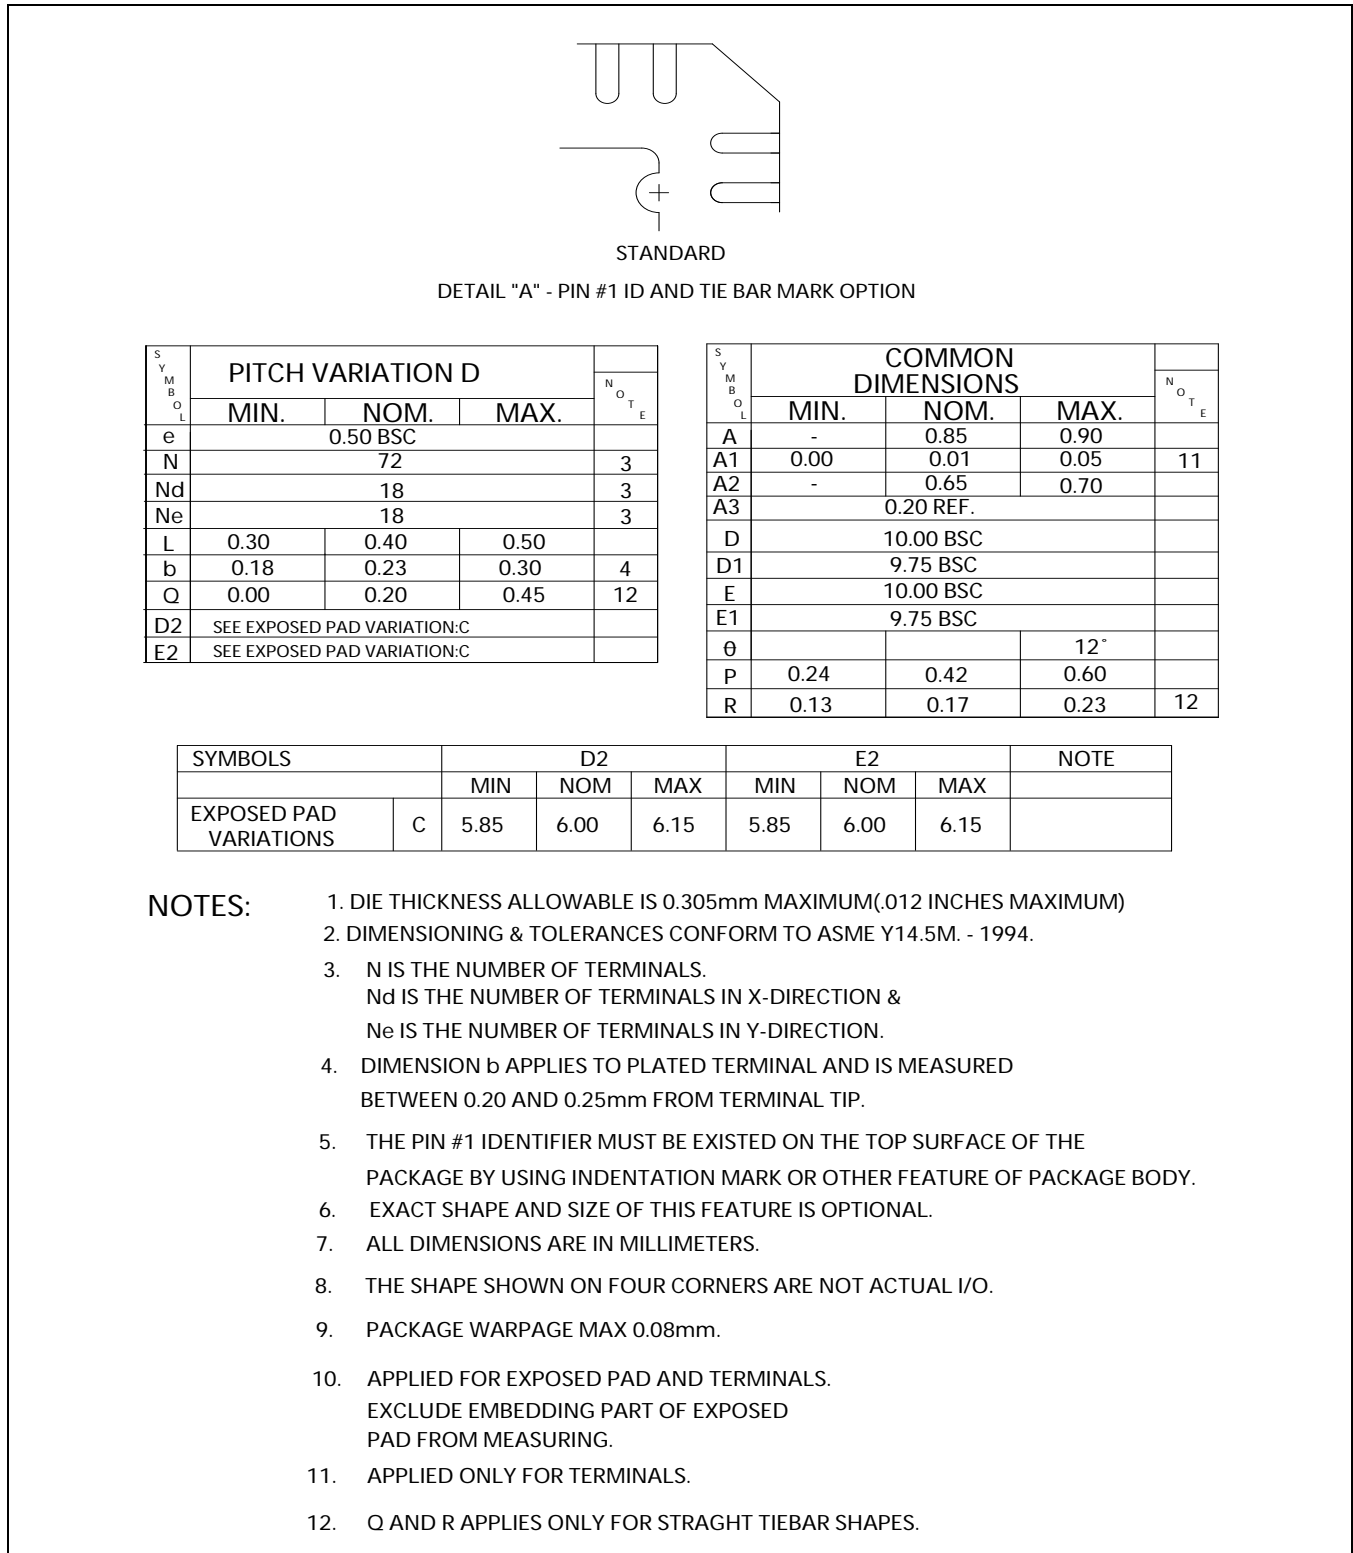 STANDARD
DETAIL "A" - PIN #1 ID AND TIE BAR MARK OPTION
SYMBOL PITCH VARIATION D NOTE
MIN. NOM. MAX.
e 0.50 BSC
N 72 3
Nd 18 3
Ne 18 3
L 0.30 0.40 0.50
b 0.18 0.23 0.30 4
Q 0.00 0.20 0.45 12
D2 SEE EXPOSED PAD VARIATION:C
E2 SEE EXPOSED PAD VARIATION:C
SYMBOL COMMON DIMENSIONS NOTE
MIN. NOM. MAX.
A - 0.85 0.90
A1 0.00 0.01 0.05 11
A2 - 0.65 0.70
A3 0.20 REF.
D 10.00 BSC
D1 9.75 BSC
E 10.00 BSC
E1 9.75 BSC
θ 12°
P 0.24 0.42 0.60
R 0.13 0.17 0.23 12
SYMBOLS D2 E2 NOTE
MIN NOM MAX MIN NOM MAX
EXPOSED PAD
VARIATIONS C 5.85 6.00 6.15 5.85 6.00 6.15
NOTES: 1. DIE THICKNESS ALLOWABLE IS 0.305mm MAXIMUM(.012 INCHES MAXIMUM)
2. DIMENSIONING & TOLERANCES CONFORM TO ASME Y14.5M. - 1994.
3. N IS THE NUMBER OF TERMINALS.
Nd IS THE NUMBER OF TERMINALS IN X-DIRECTION &
Ne IS THE NUMBER OF TERMINALS IN Y-DIRECTION.
4. DIMENSION b APPLIES TO PLATED TERMINAL AND IS MEASURED
BETWEEN 0.20 AND 0.25mm FROM TERMINAL TIP.
5. THE PIN #1 IDENTIFIER MUST BE EXISTED ON THE TOP SURFACE OF THE
PACKAGE BY USING INDENTATION MARK OR OTHER FEATURE OF PACKAGE BODY.
6. EXACT SHAPE AND SIZE OF THIS FEATURE IS OPTIONAL.
7. ALL DIMENSIONS ARE IN MILLIMETERS.
8. THE SHAPE SHOWN ON FOUR CORNERS ARE NOT ACTUAL I/O.
9. PACKAGE WARPAGE MAX 0.08mm.
10. APPLIED FOR EXPOSED PAD AND TERMINALS.
EXCLUDE EMBEDDING PART OF EXPOSED
PAD FROM MEASURING.
11. APPLIED ONLY FOR TERMINALS.
12. Q AND R APPLIES ONLY FOR STRAGHT TIEBAR SHAPES.